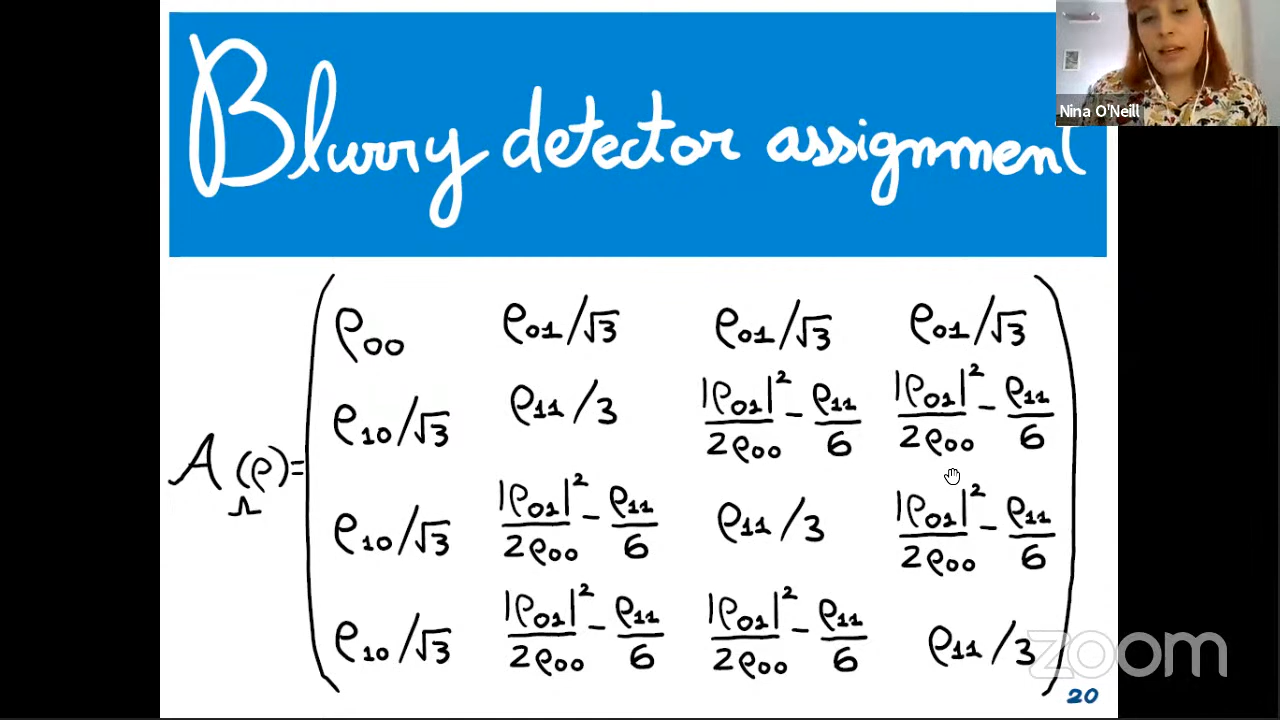 Nina O'Neill
Blurry detector assignment
ρ₀₀ ρ₀₁/√3 ρ₀₁/√3 ρ₀₁/√3
ρ₁₀/√3 ρ₁₁/3 |ρ₀₁|²/2ρ₀₀ - ρ₁₁/6 |ρ₀₁|²/2ρ₀₀ - ρ₁₁/6
A_Λ(ρ)=
ρ₁₀/√3 |ρ₀₁|²/2ρ₀₀ - ρ₁₁/6 ρ₁₁/3 |ρ₀₁|²/2ρ₀₀ - ρ₁₁/6
ρ₁₀/√3 |ρ₀₁|²/2ρ₀₀ - ρ₁₁/6 |ρ₀₁|²/2ρ₀₀ - ρ₁₁/6 ρ₁₁/3
zoom
20